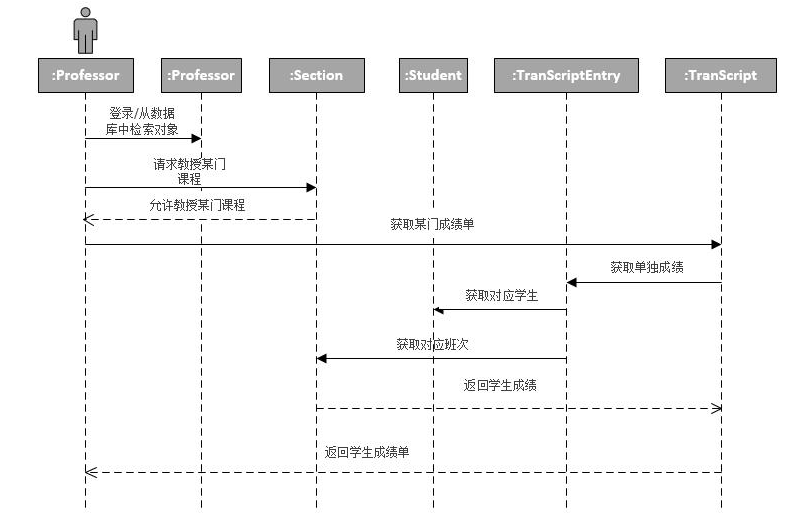 :Professor
:Professor
:Section
:Student
:TranScriptEntry
:TranScript
登录/从数据
库中检索对象
请求教授某门
课程
允许教授某门课程
获取某门成绩单
获取单独成绩
获取对应学生
获取对应班次
返回学生成绩
返回学生成绩单